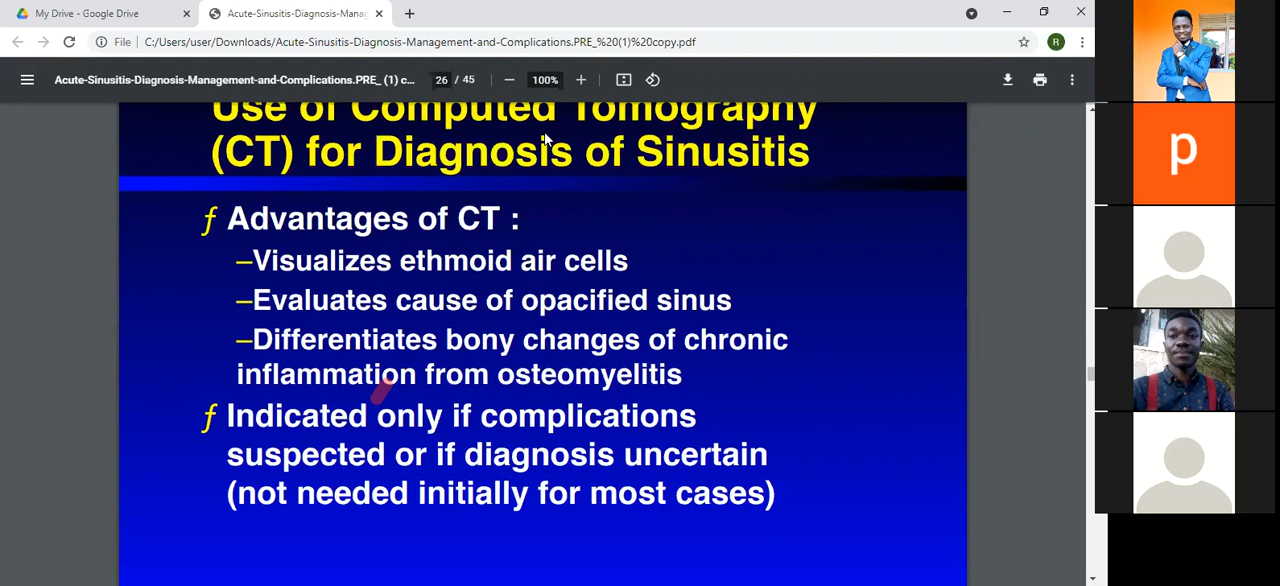 My Drive - Google Drive
Acute-Sinusitis-Diagnosis-Mana
File
C:/Users/user/Downloads/Acute-Sinusitis-Diagnosis-Management-and-Complications.PRE_%20(1)%20copy.pdf
R
Acute-Sinusitis-Diagnosis-Management-and-Complications.PRE_ (1) c...
26 / 45
100%
Use of Computed Tomography
(CT) for Diagnosis of Sinusitis
ƒ Advantages of CT :
–Visualizes ethmoid air cells
–Evaluates cause of opacified sinus
–Differentiates bony changes of chronic
inflammation from osteomyelitis
ƒ Indicated only if complications
suspected or if diagnosis uncertain
(not needed initially for most cases)
p